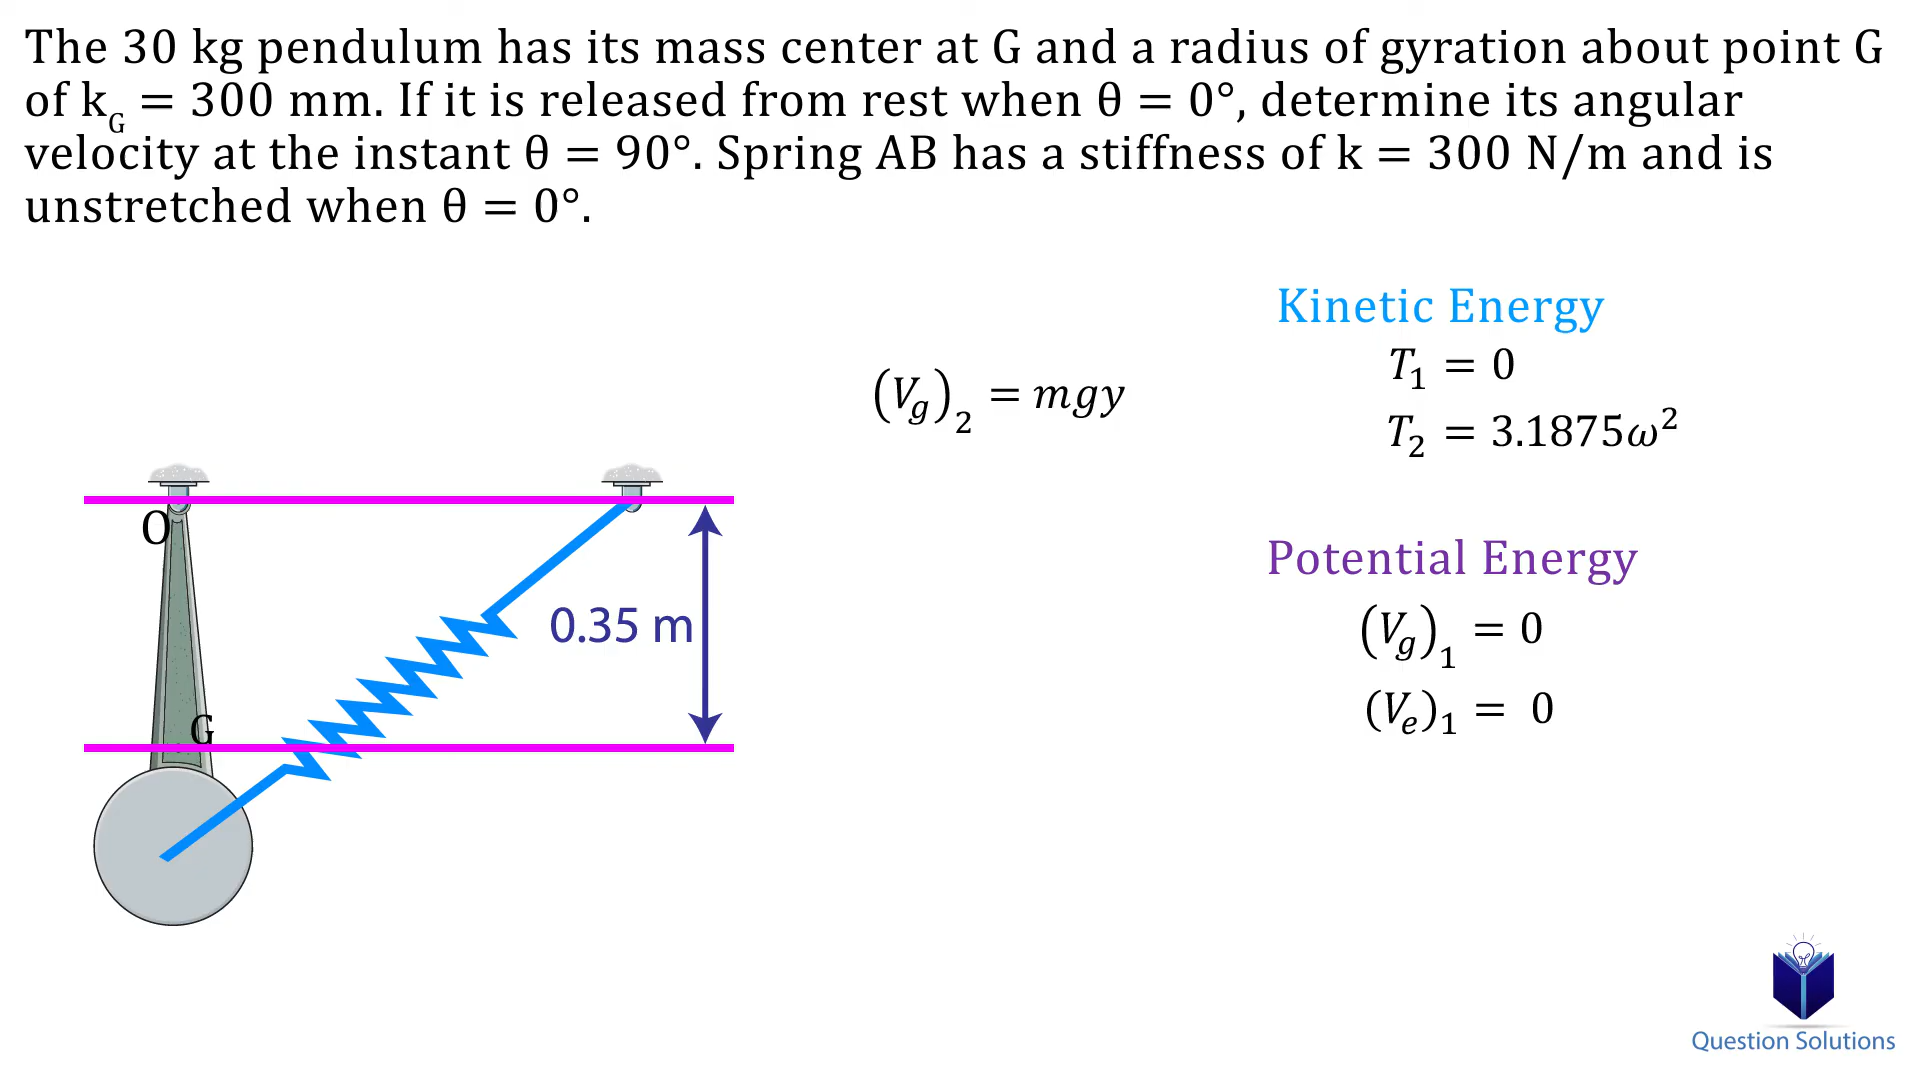 The 30 kg pendulum has its mass center at G and a radius of gyration about point G
of k_G = 300 mm. If it is released from rest when θ = 0°, determine its angular
velocity at the instant θ = 90°. Spring AB has a stiffness of k = 300 N/m and is
unstretched when θ = 0°.
Kinetic Energy
T₁ = 0
(V_g)₂ = mgy
T₂ = 3.1875ω²
O
Potential Energy
0.35 m
(V_g)₁ = 0
G
(V_e)₁ = 0
Question Solutions